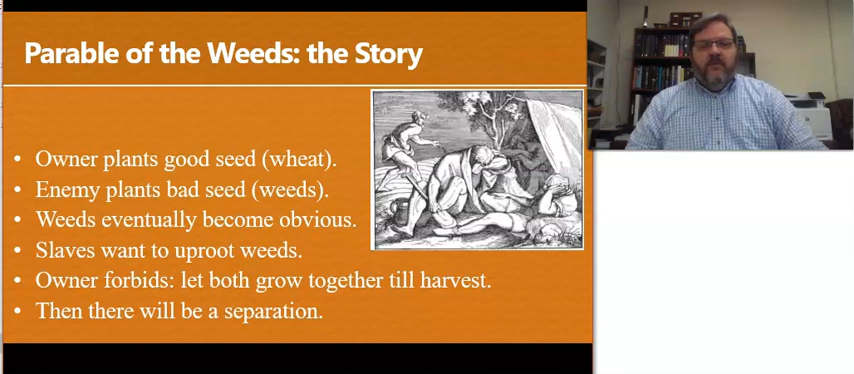 Parable of the Weeds: the Story
• Owner plants good seed (wheat).
• Enemy plants bad seed (weeds).
• Weeds eventually become obvious.
• Slaves want to uproot weeds.
• Owner forbids: let both grow together till harvest.
• Then there will be a separation.